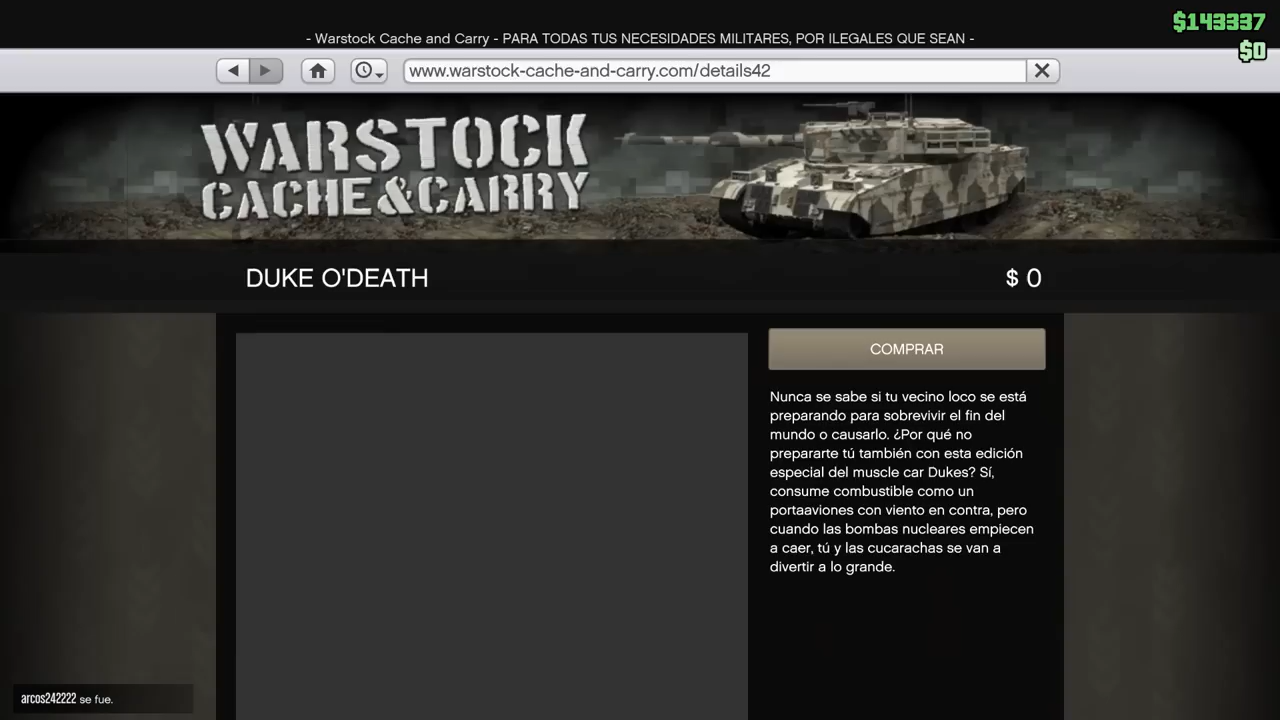 $143337
- Warstock Cache and Carry - PARA TODAS TUS NECESIDADES MILITARES, POR ILEGALES QUE SEAN -
$0
www.warstock-cache-and-carry.com/details42
WARSTOCK
CACHE&CARRY
DUKE O'DEATH
$ 0
COMPRAR
Nunca se sabe si tu vecino loco se está
preparando para sobrevivir el fin del
mundo o causarlo. ¿Por qué no
prepararte tú también con esta edición
especial del muscle car Dukes? Sí,
consume combustible como un
portaaviones con viento en contra, pero
cuando las bombas nucleares empiecen
a caer, tú y las cucarachas se van a
divertir a lo grande.
arcos242222 se fue.